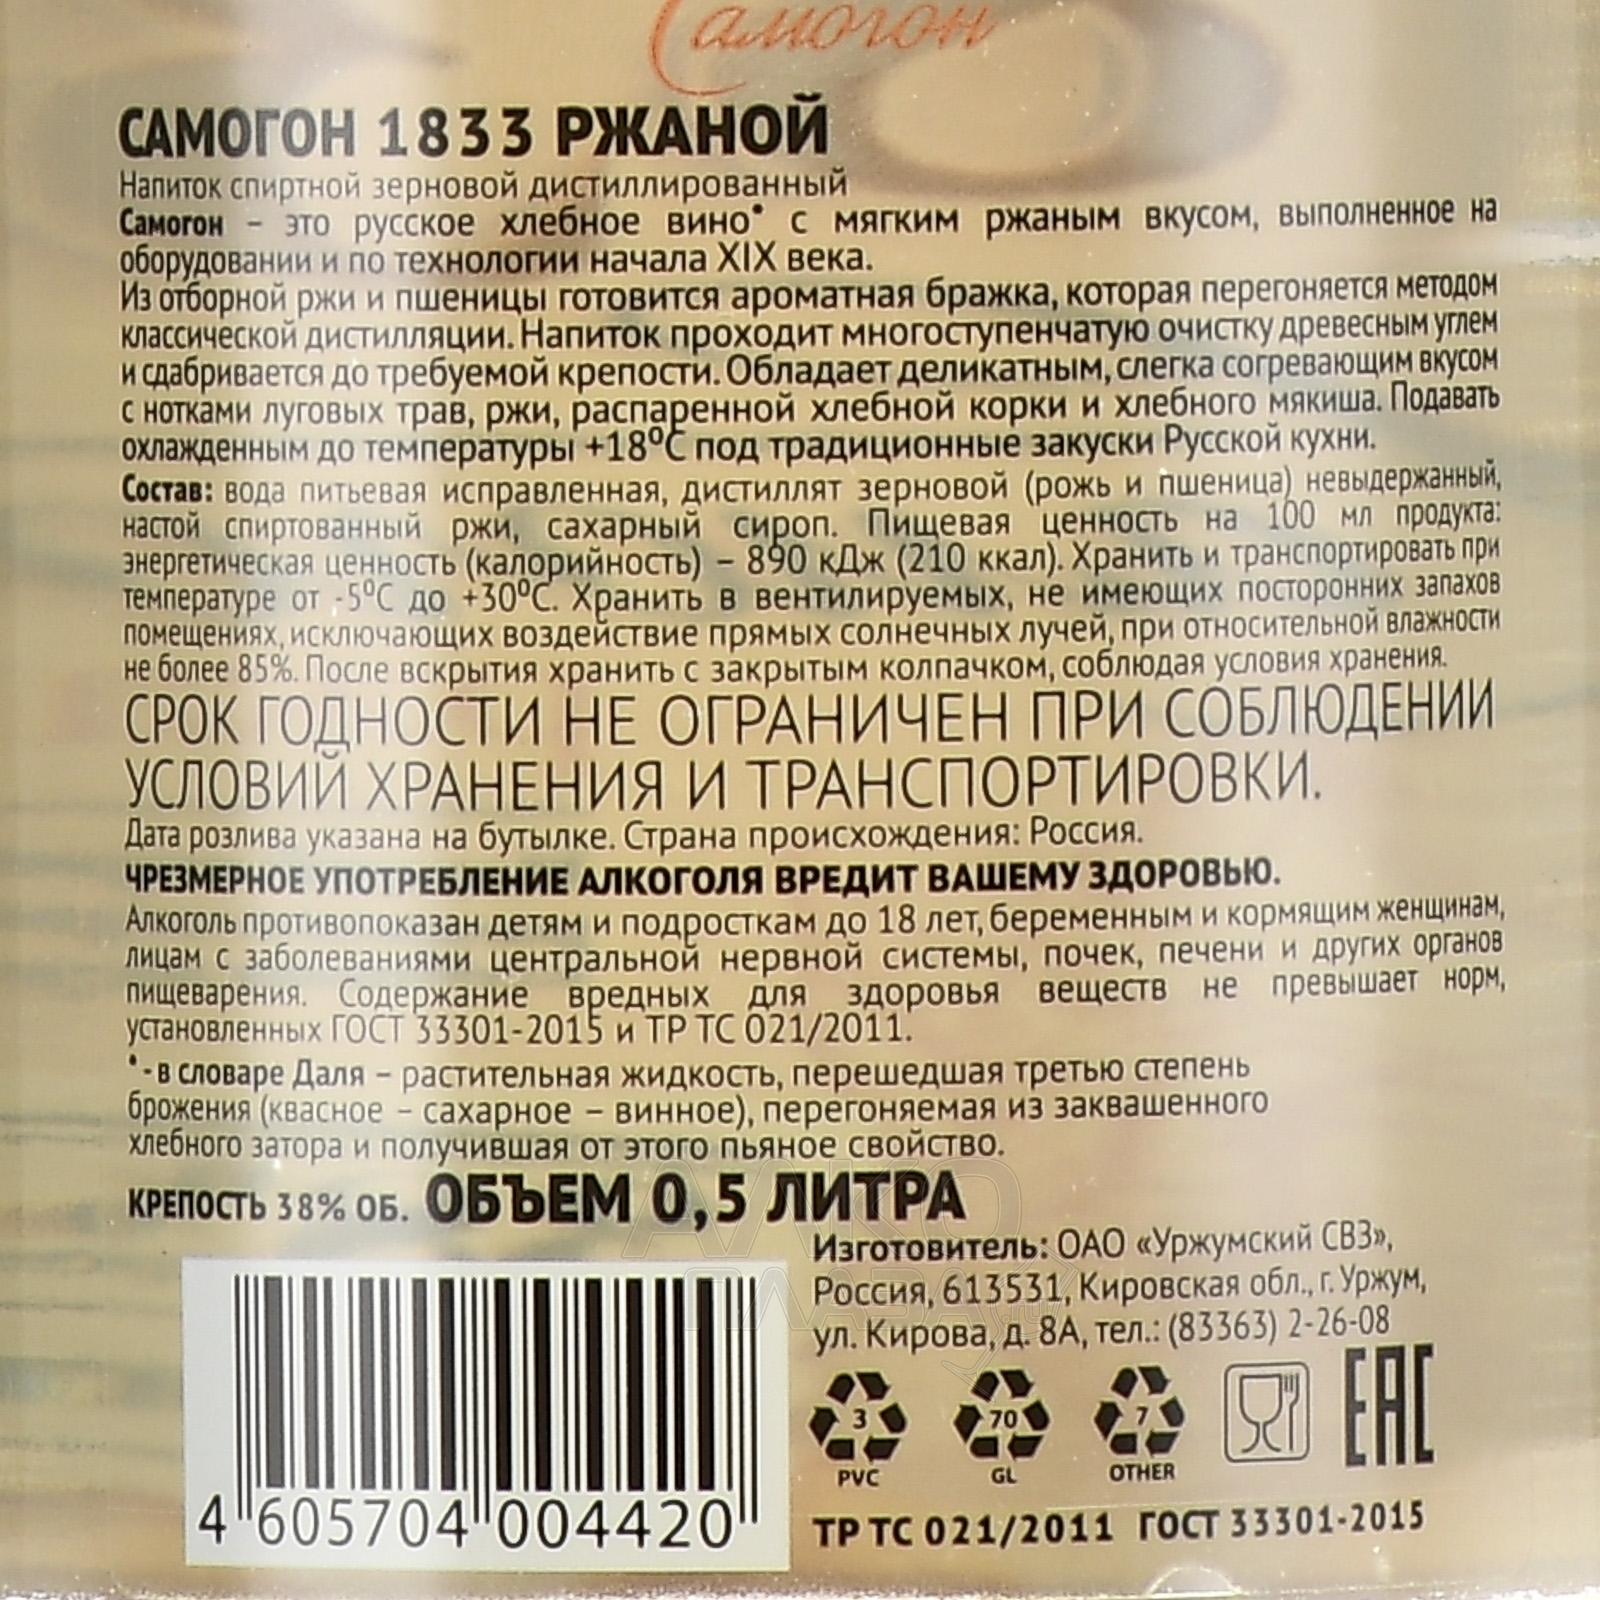 Самогон
САМОГОН 1833 РЖАНОЙ
Напиток спиртной зерновой дистиллированный
Самогон – это русское хлебное вино* с мягким ржаным вкусом, выполненное на
оборудовании и по технологии начала XIX века.
Из отборной ржи и пшеницы готовится ароматная бражка, которая перегоняется методом
классической дистилляции. Напиток проходит многоступенчатую очистку древесным углем
и сдабривается до требуемой крепости. Обладает деликатным, слегка согревающим вкусом
с нотками луговых трав, ржи, распаренной хлебной корки и хлебного мякиша. Подавать
охлажденным до температуры +18°C под традиционные закуски Русской кухни.
Состав: вода питьевая исправленная, дистиллят зерновой (рожь и пшеница) невыдержанный,
настой спиртованный ржи, сахарный сироп. Пищевая ценность на 100 мл продукта:
энергетическая ценность (калорийность) – 890 кДж (210 ккал). Хранить и транспортировать при
температуре от -5°C до +30°C. Хранить в вентилируемых, не имеющих посторонних запахов
помещениях, исключающих воздействие прямых солнечных лучей, при относительной влажности
не более 85%. После вскрытия хранить с закрытым колпачком, соблюдая условия хранения.
СРОК ГОДНОСТИ НЕ ОГРАНИЧЕН ПРИ СОБЛЮДЕНИИ
УСЛОВИЙ ХРАНЕНИЯ И ТРАНСПОРТИРОВКИ.
Дата розлива указана на бутылке. Страна происхождения: Россия.
ЧРЕЗМЕРНОЕ УПОТРЕБЛЕНИЕ АЛКОГОЛЯ ВРЕДИТ ВАШЕМУ ЗДОРОВЬЮ.
Алкоголь противопоказан детям и подросткам до 18 лет, беременным и кормящим женщинам,
лицам с заболеваниями центральной нервной системы, почек, печени и других органов
пищеварения. Содержание вредных для здоровья веществ не превышает норм,
установленных ГОСТ 33301-2015 и ТР ТС 021/2011.
* - в словаре Даля – растительная жидкость, перешедшая третью степень
брожения (квасное – сахарное – винное), перегоняемая из заквашенного
хлебного затора и получившая от этого пьяное свойство.
КРЕПОСТЬ 38% ОБ. ОБЪЕМ 0,5 ЛИТРА
Изготовитель: ОАО «Уржумский СВЗ»,
Россия, 613531, Кировская обл., г. Уржум,
ул. Кирова, д. 8А, тел.: (83363) 2-26-08
3 70 7 EAC
PVC GL OTHER
4 605704 004420
ТР ТС 021/2011 ГОСТ 33301-2015